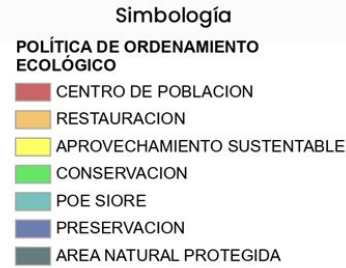 Simbología
POLÍTICA DE ORDENAMIENTO
ECOLÓGICO
CENTRO DE POBLACION
RESTAURACION
APROVECHAMIENTO SUSTENTABLE
CONSERVACION
POE SIORE
PRESERVACION
AREA NATURAL PROTEGIDA